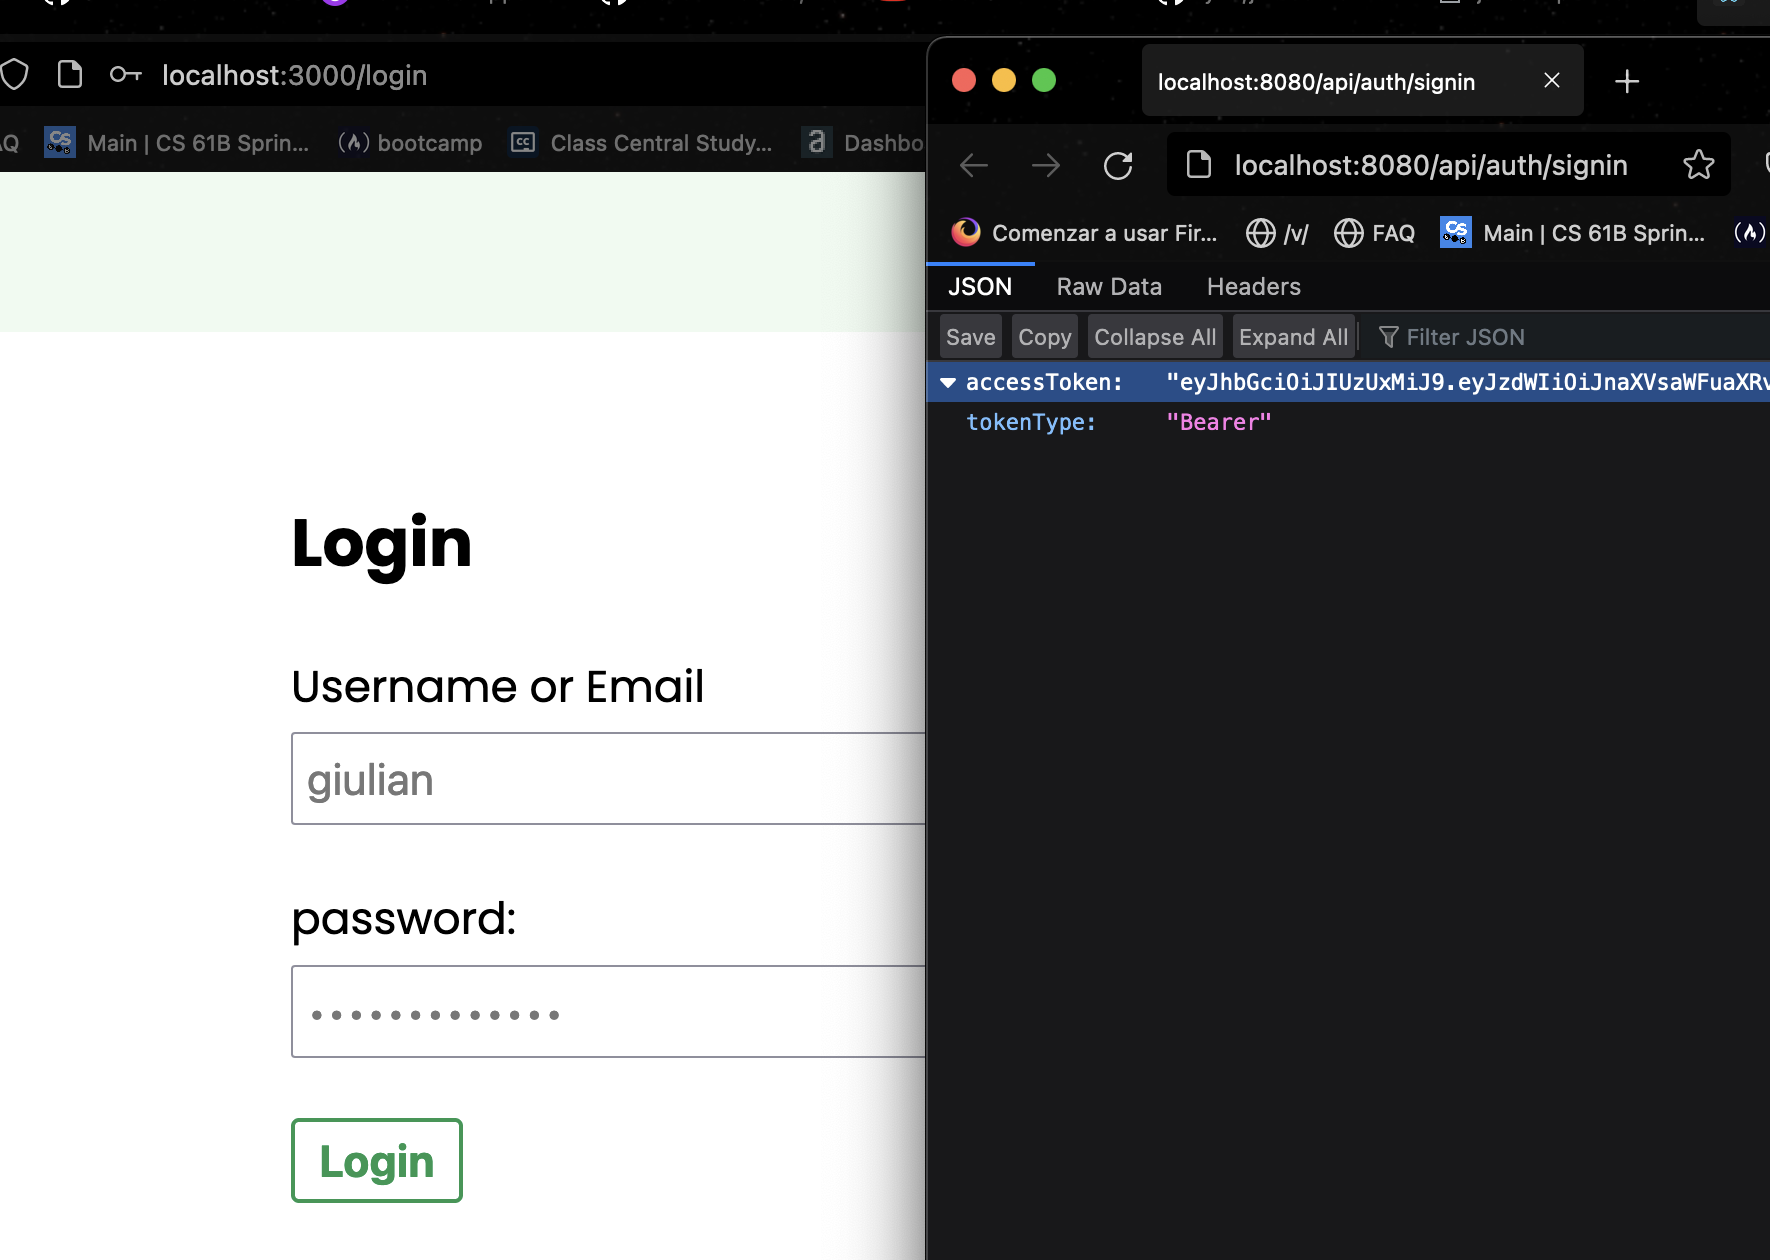 localhost:3000/login
Q
Main | CS 61B Sprin...
bootcamp
Class Central Study...
Dashbo
Login
Username or Email
giulian
password:
Login
localhost:8080/api/auth/signin
localhost:8080/api/auth/signin
Comenzar a usar Fir...
/v/
FAQ
Main | CS 61B Sprin...
JSON
Raw Data
Headers
Save
Copy
Collapse All
Expand All
Filter JSON
accessToken: "eyJhbGciOiJIUzUxMiJ9.eyJzdWIiOiJnaXVsaWFuaXRv
tokenType: "Bearer"